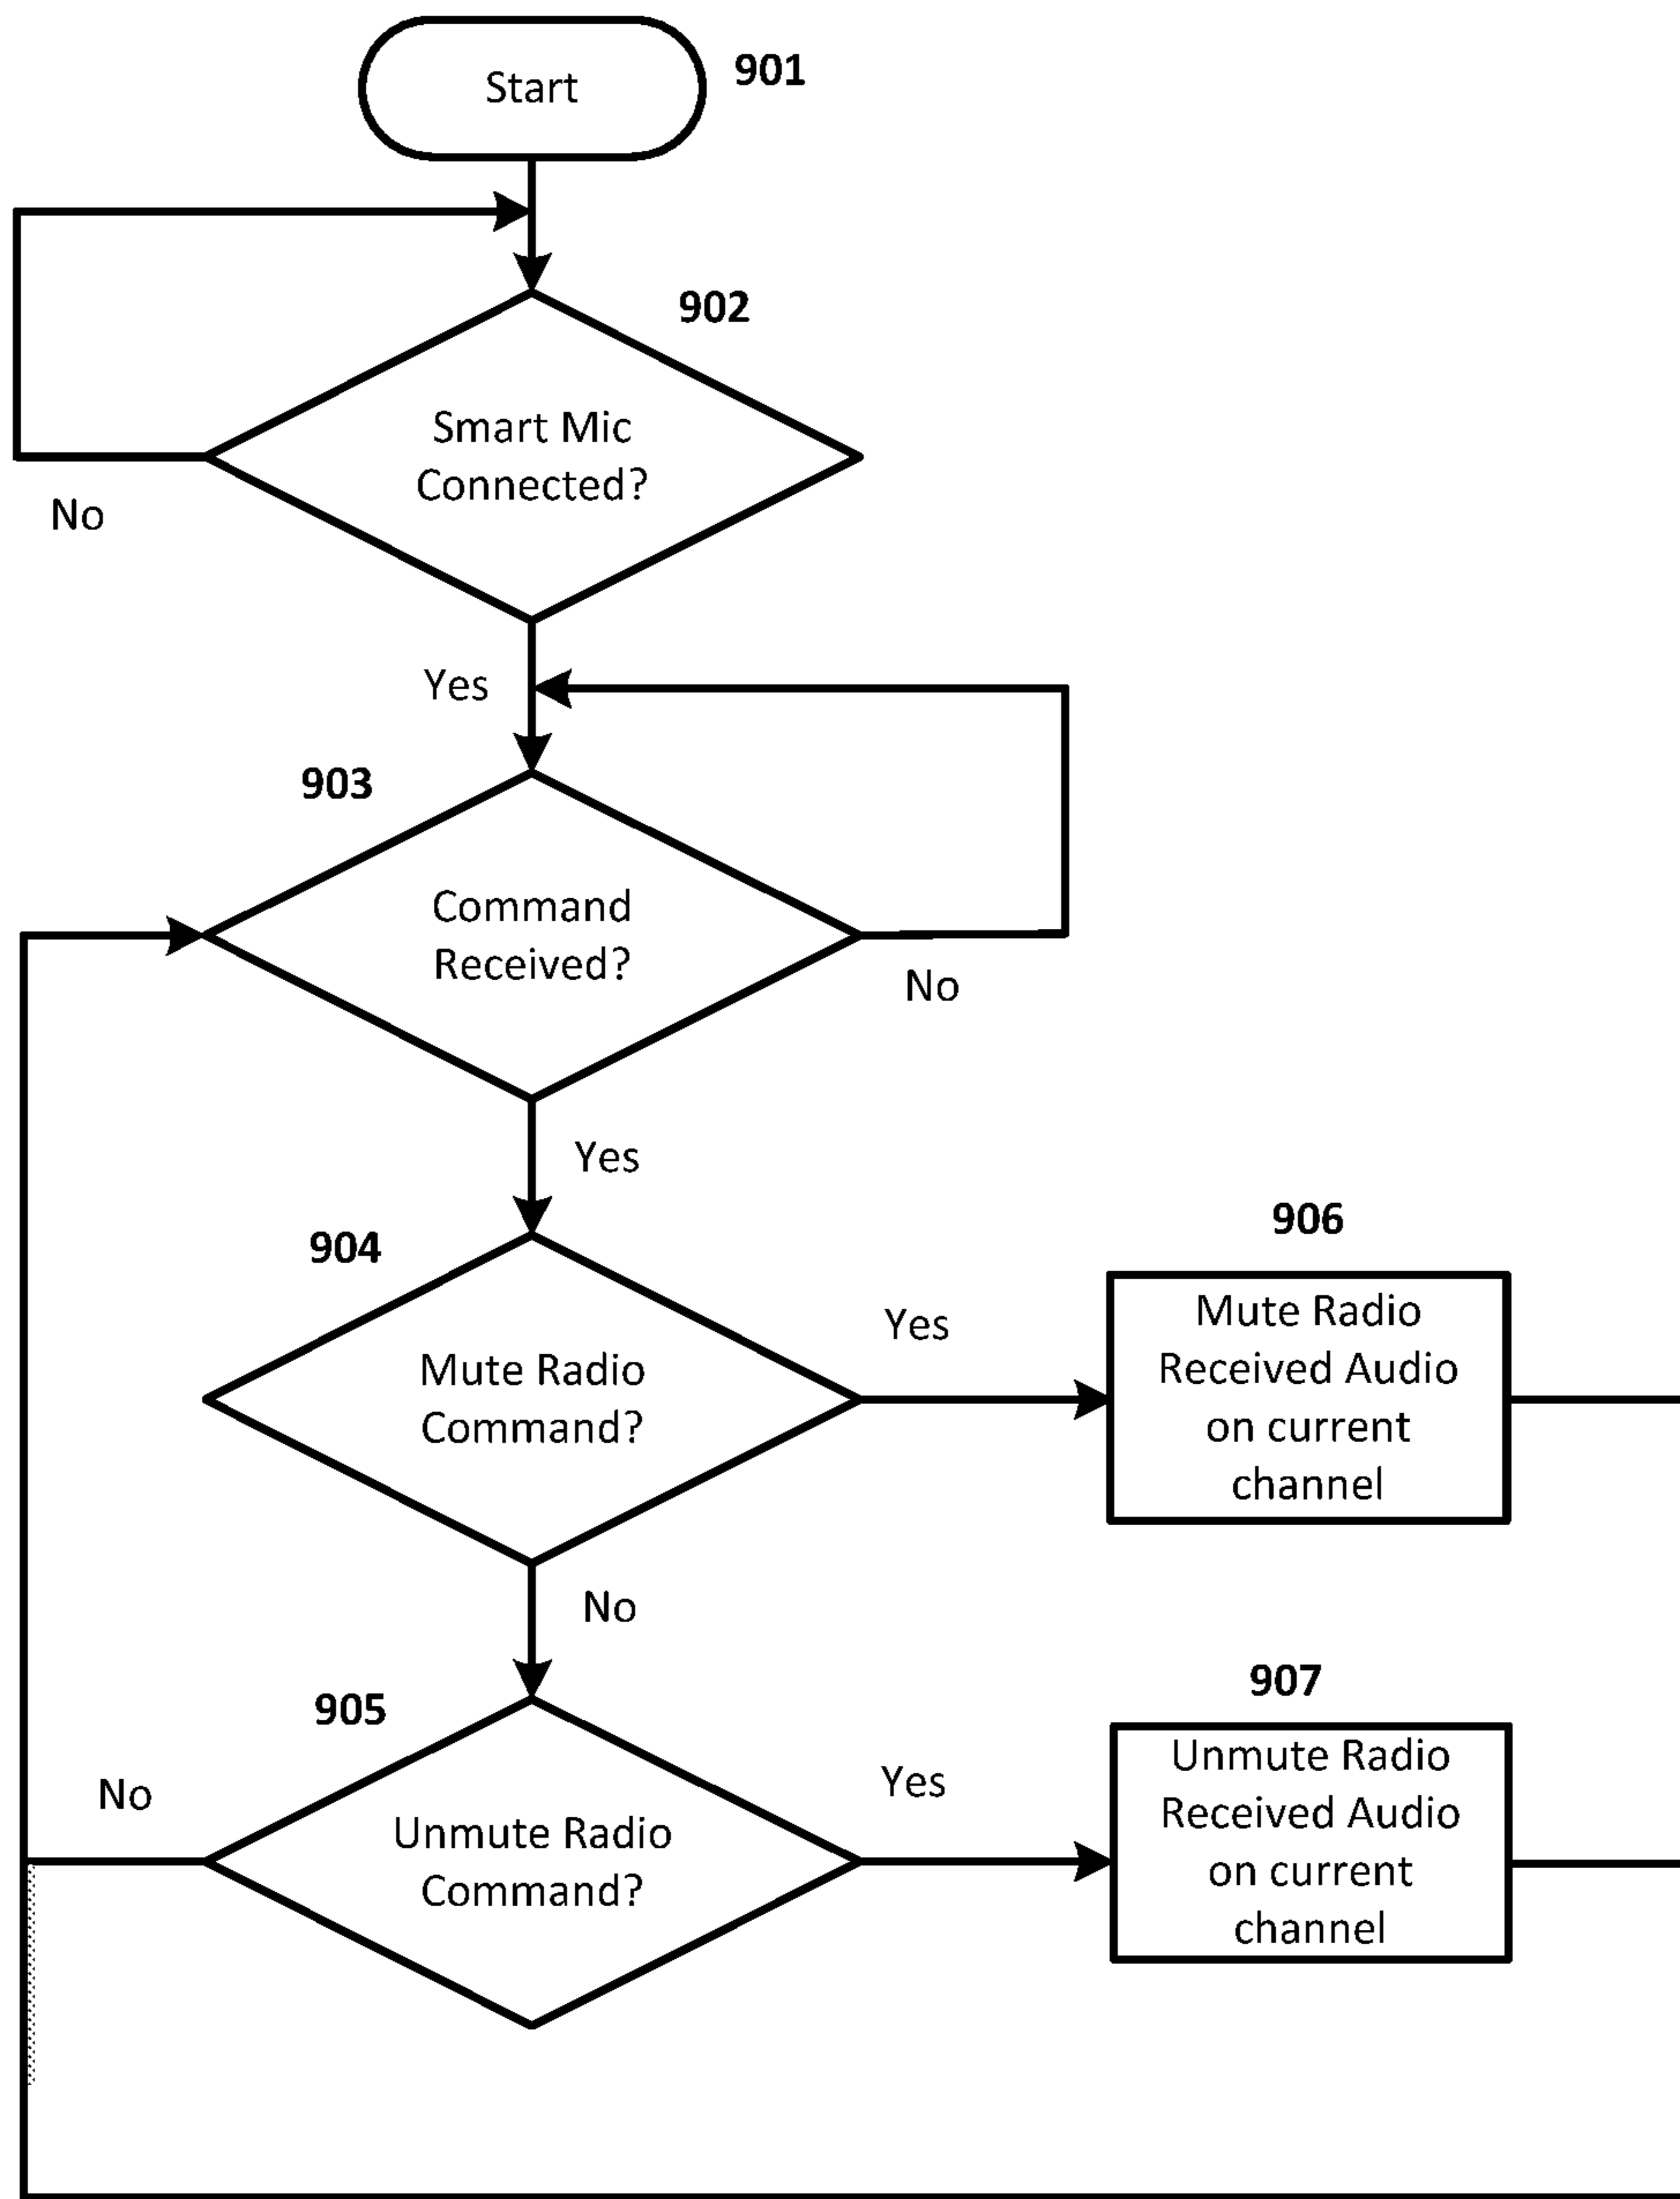 Start
901
902
Smart Mic
Connected?
No
Yes
903
Command
Received?
No
Yes
904
Mute Radio
Command?
Yes
906
Mute Radio
Received Audio
on current
channel
No
905
Unmute Radio
Command?
No
Yes
907
Unmute Radio
Received Audio
on current
channel